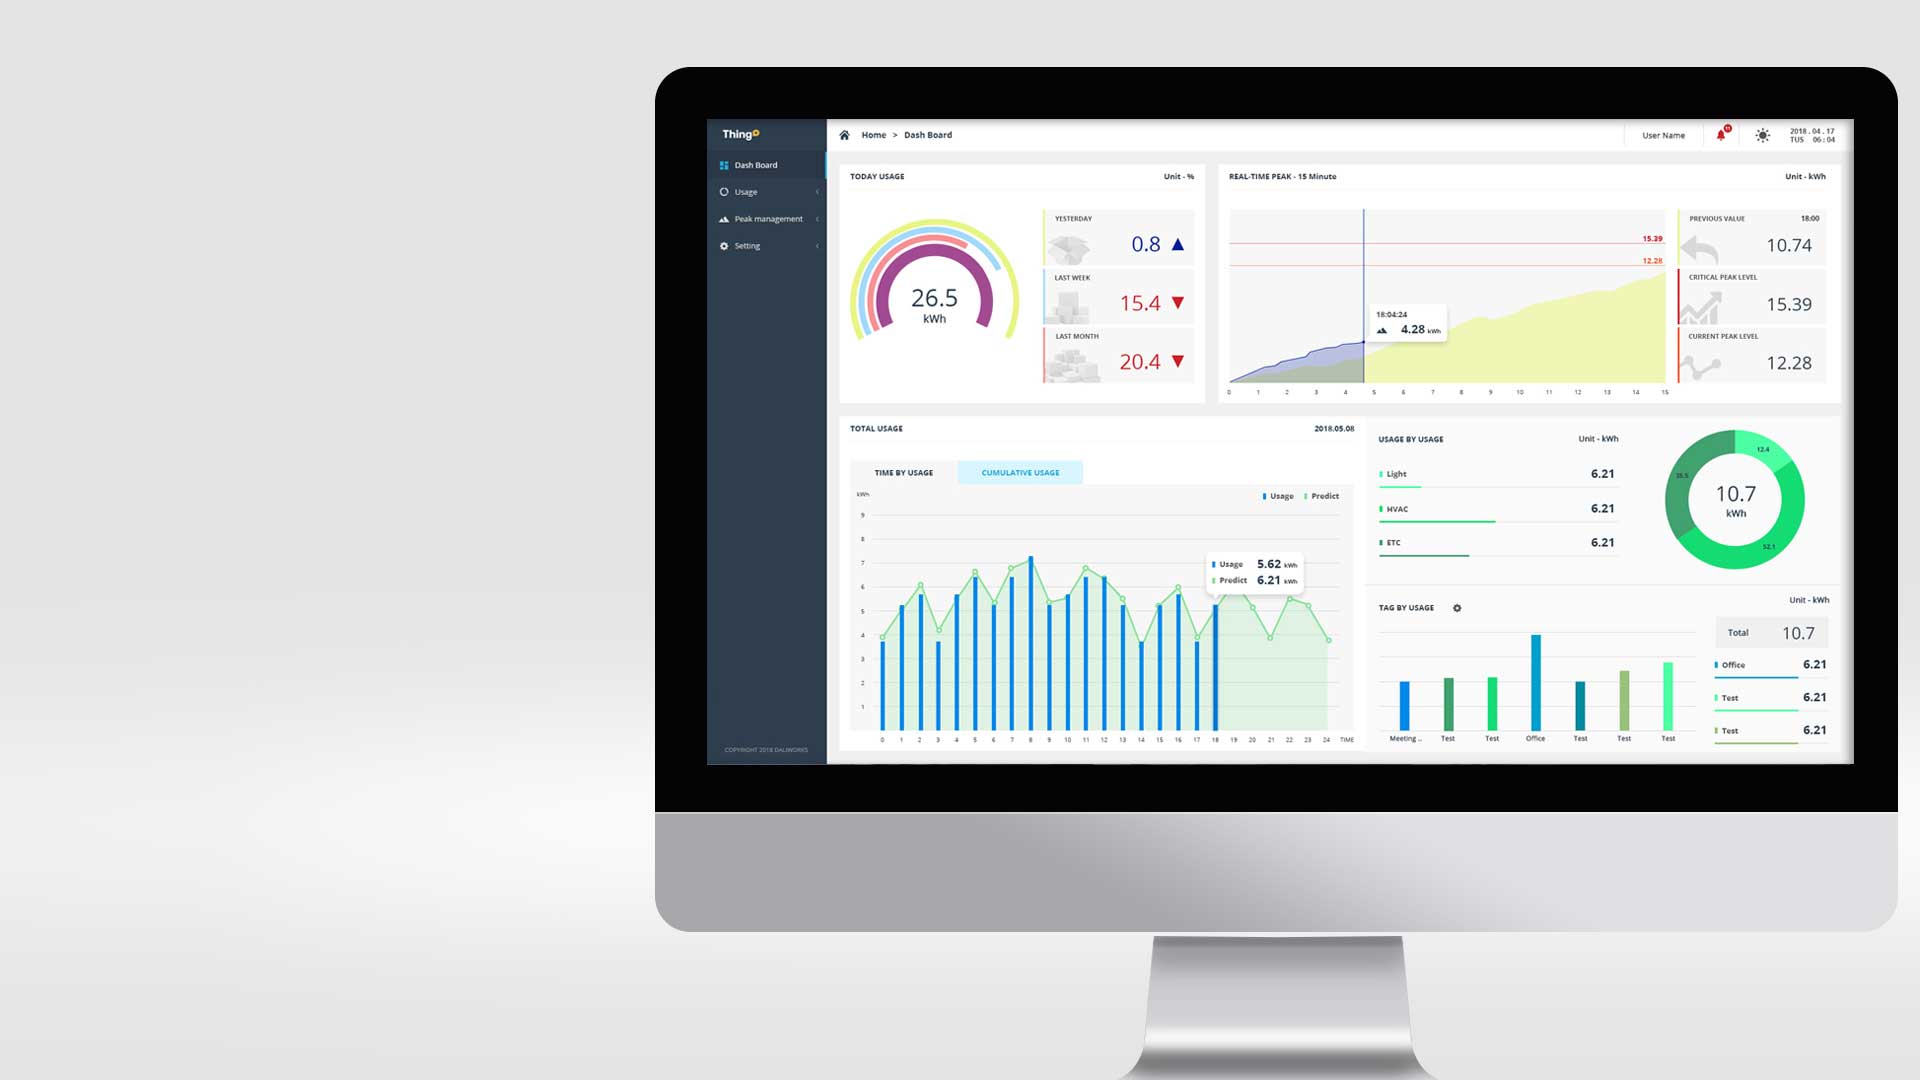 Thing+
Home > Dash Board
User Name
11
2018 . 04 . 17
TUS 06 : 04
Dash Board
Usage
Peak management
Setting
COPYRIGHT 2018 DALIWORKS
TODAY USAGE
Unit - %
26.5
kWh
YESTERDAY
0.8
LAST WEEK
15.4
LAST MONTH
20.4
REAL-TIME PEAK - 15 Minute
Unit - kWh
15.39
12.28
18:04:24
4.28 kWh
0 1 2 3 4 5 6 7 8 9 10 11 12 13 14 15
PREVIOUS VALUE 18:00
10.74
CRITICAL PEAK LEVEL
15.39
CURRENT PEAK LEVEL
12.28
TOTAL USAGE
2018.05.08
TIME BY USAGE
CUMULATIVE USAGE
kWh
Usage Predict
9
8
7
6
5
4
3
2
1
Usage 5.62 kWh
Predict 6.21 kWh
0 1 2 3 4 5 6 7 8 9 10 11 12 13 14 15 16 17 18 19 20 21 22 23 24 TIME
USAGE BY USAGE
Unit - kWh
Light 6.21
HVAC 6.21
ETC 6.21
12.4
35.5
10.7
kWh
52.1
TAG BY USAGE
Unit - kWh
Meeting .. Test Test Office Test Test Test
Total 10.7
Office 6.21
Test 6.21
Test 6.21